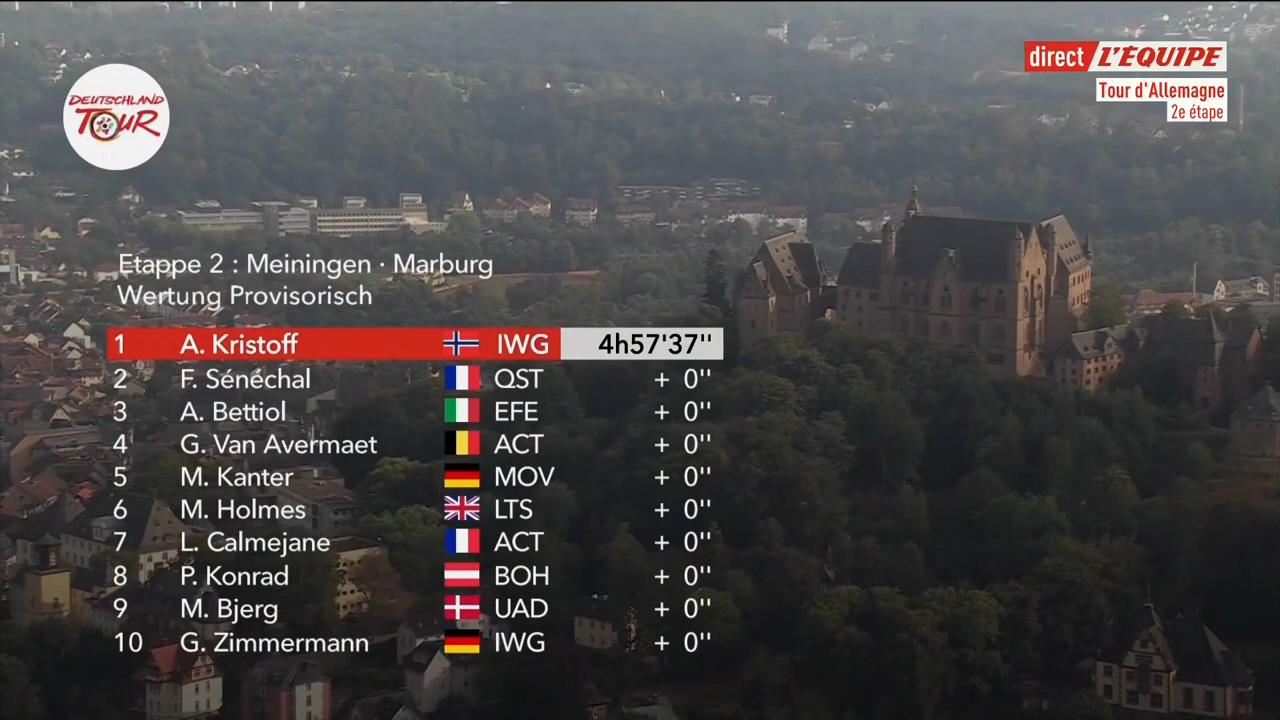 direct L'ÉQUIPE
Tour d'Allemagne
2e étape
DEUTSCHLAND
TOUR
Etappe 2 : Meiningen · Marburg
Wertung Provisorisch
1 A. Kristoff IWG 4h57'37''
2 F. Sénéchal QST + 0''
3 A. Bettiol EFE + 0''
4 G. Van Avermaet ACT + 0''
5 M. Kanter MOV + 0''
6 M. Holmes LTS + 0''
7 L. Calmejane ACT + 0''
8 P. Konrad BOH + 0''
9 M. Bjerg UAD + 0''
10 G. Zimmermann IWG + 0''